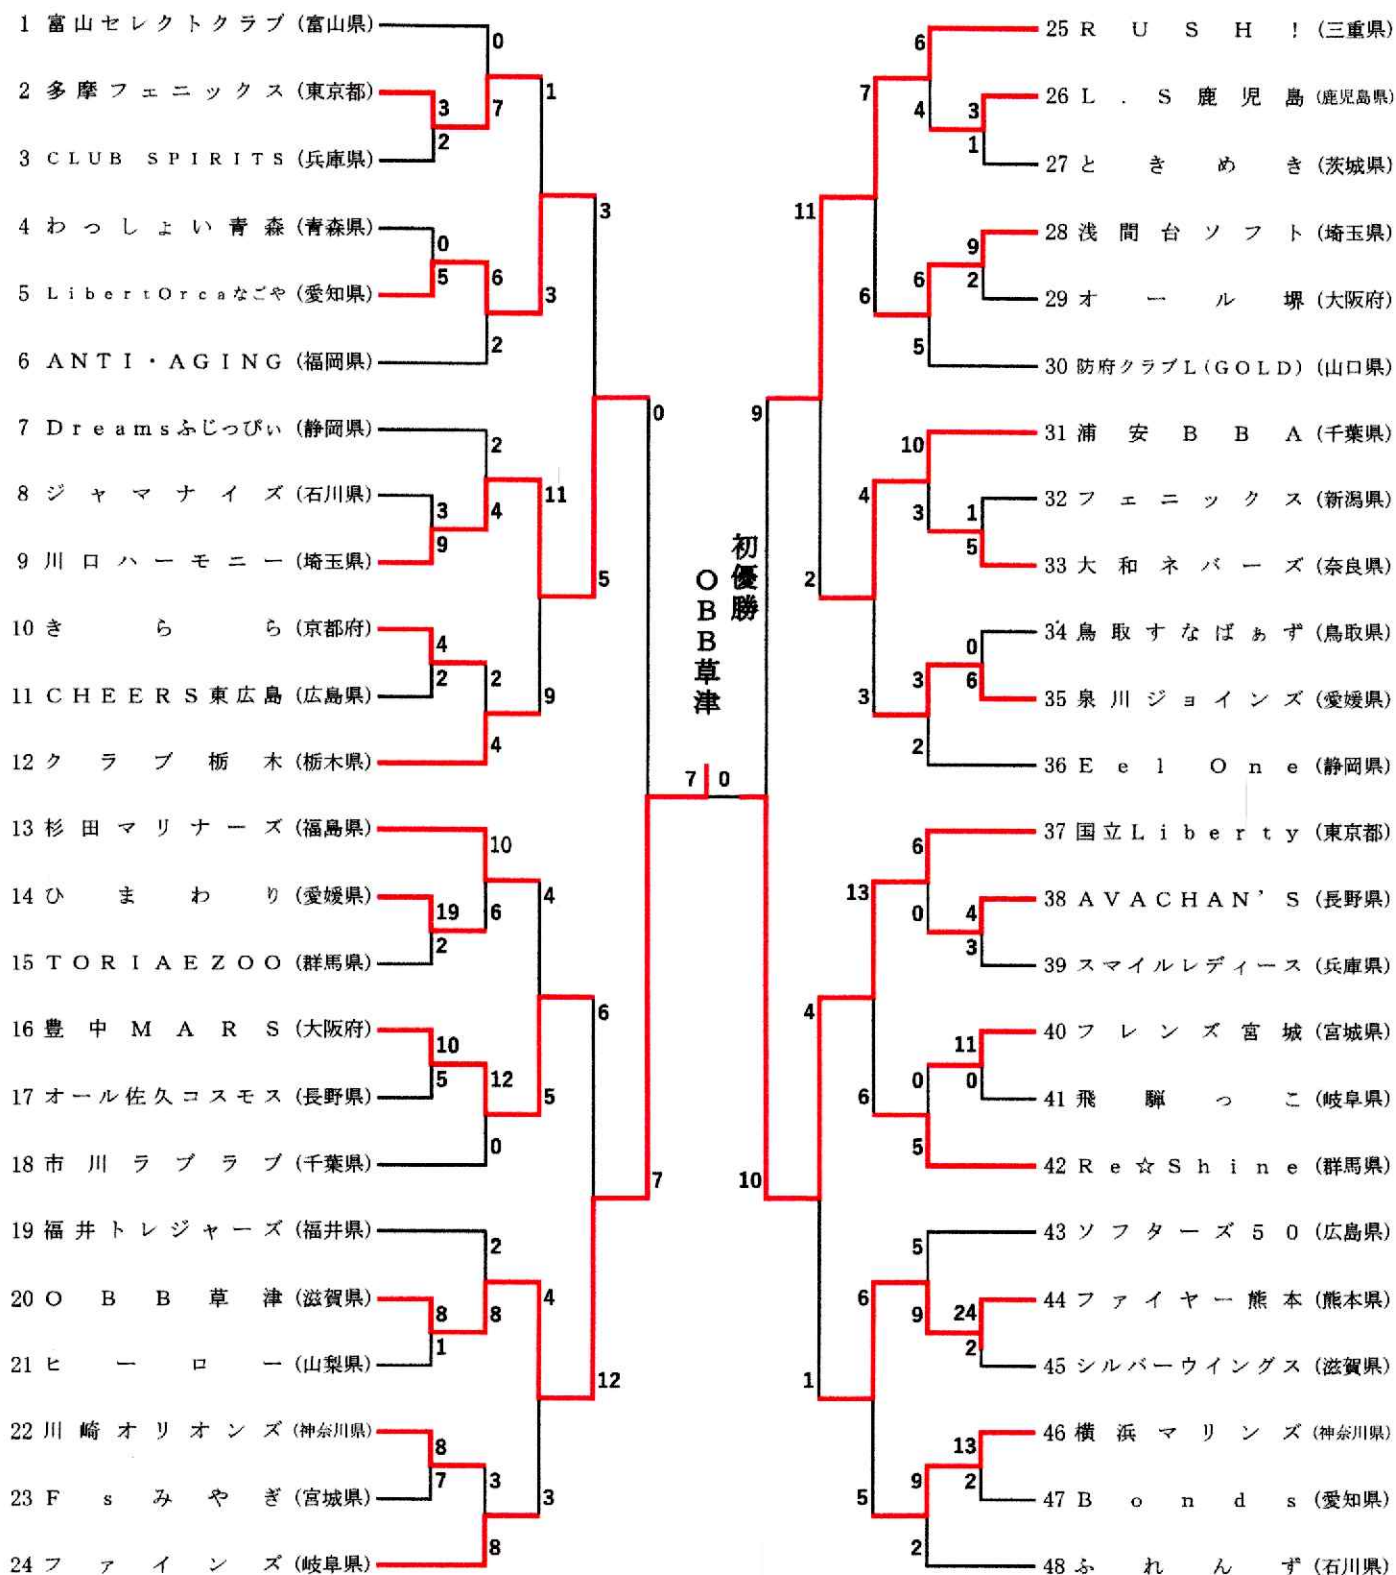 1 富山セレクトクラブ (富山県)
0
2 多摩フェニックス (東京都)
3
7
1
2
3 CLUB SPIRITS (兵庫県)
3
4 わっしょい青森 (青森県)
0
5
6
3
5 LibertOrcaなごや (愛知県)
2
6 ANTI・AGING (福岡県)
0
7 Dreamsふじっぴぃ (静岡県)
2
8 ジャマナイズ (石川県)
3
4
11
9
9 川口ハーモニー (埼玉県)
5
10 きらら (京都府)
4
2
2
9
11 CHEERS東広島 (広島県)
4
12 クラブ栃木 (栃木県)
13 杉田マリナーズ (福島県)
10
14 ひまわり (愛媛県)
19
6
4
2
15 TORIAEZOO (群馬県)
6
16 豊中MARS (大阪府)
10
5
12
5
17 オール佐久コスモス (長野県)
0
18 市川ラブラブ (千葉県)
7
19 福井トレジャーズ (福井県)
2
20 OBB草津 (滋賀県)
8
8
4
1
21 ヒーロー (山梨県)
12
22 川崎オリオンズ (神奈川県)
8
7
3
3
23 Fsみやぎ (宮城県)
8
24 ファインズ (岐阜県)
初優勝
OBB草津
7 0
25 RUSH! (三重県)
6
7
4
3
26 L.S鹿児島 (鹿児島県)
1
27 ときめき (茨城県)
11
28 浅間台ソフト (埼玉県)
9
6
6
2
29 オール堺 (大阪府)
5
30 防府クラブL(GOLD) (山口県)
9
31 浦安BBA (千葉県)
10
4
3
1
32 フェニックス (新潟県)
5
33 大和ネバーズ (奈良県)
2
34 鳥取すなばぁず (鳥取県)
0
3
3
6
35 泉川ジョインズ (愛媛県)
2
36 Eel One (静岡県)
37 国立Liberty (東京都)
6
13
0
4
38 AVACHAN'S (長野県)
3
39 スマイルレディース (兵庫県)
4
40 フレンズ宮城 (宮城県)
11
0
6
0
41 飛騨っこ (岐阜県)
5
42 Re☆Shine (群馬県)
10
43 ソフターズ50 (広島県)
5
6
9
24
44 ファイヤー熊本 (熊本県)
2
45 シルバーウイングス (滋賀県)
1
46 横浜マリンズ (神奈川県)
13
9
5
2
47 Bonds (愛知県)
2
48 ふれんず (石川県)